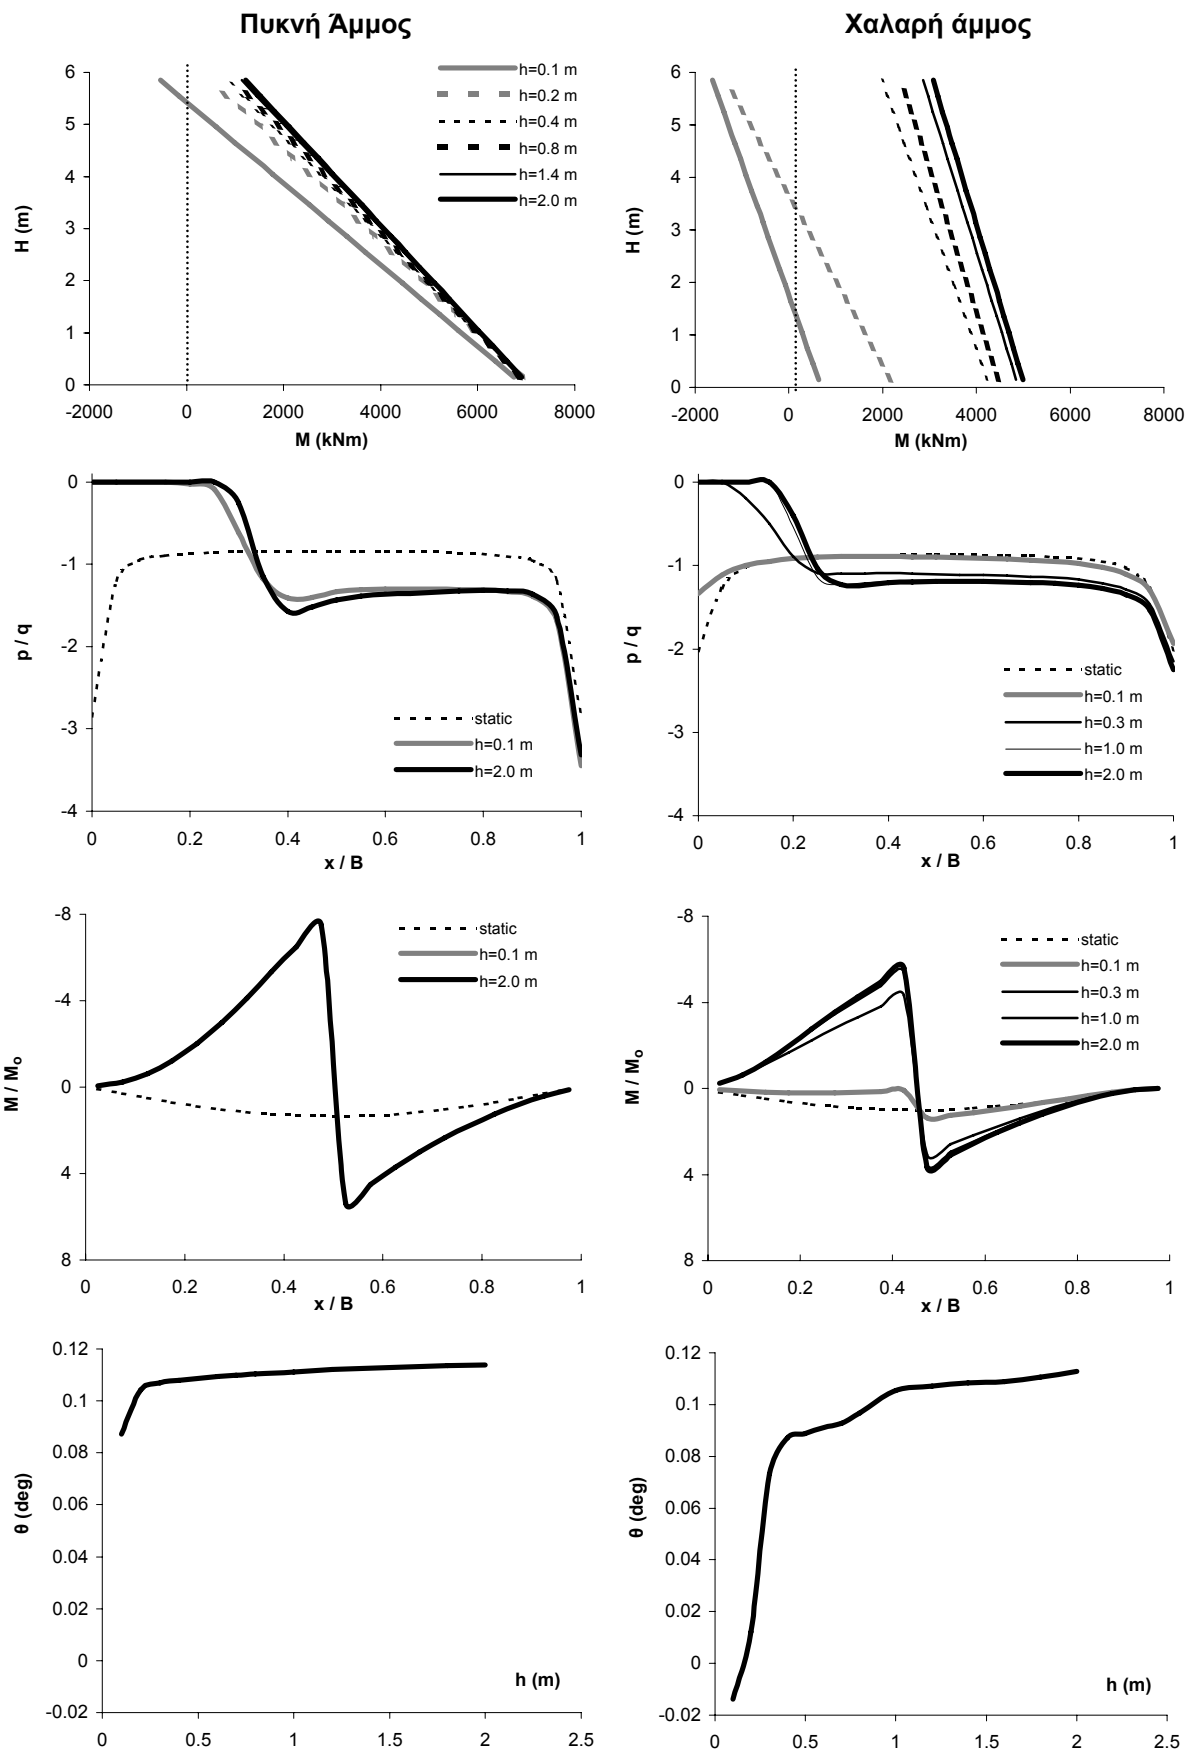 Πυκνή Άμμος
Χαλαρή άμμος
6
5
4
3
2
1
0
H (m)
-2000
0
2000
4000
6000
8000
M (kNm)
h=0.1 m
h=0.2 m
h=0.4 m
h=0.8 m
h=1.4 m
h=2.0 m
6
5
4
3
2
1
0
H (m)
-2000
0
2000
4000
6000
8000
M (kNm)
0
-1
-2
-3
-4
p / q
static
h=0.1 m
h=2.0 m
0
0.2
0.4
0.6
0.8
1
x / B
0
-1
-2
-3
-4
p / q
static
h=0.1 m
h=0.3 m
h=1.0 m
h=2.0 m
0
0.2
0.4
0.6
0.8
1
x / B
-8
-4
0
4
8
M / Mo
static
h=0.1 m
h=2.0 m
0
0.2
0.4
0.6
0.8
1
x / B
-8
-4
0
4
8
M / Mo
static
h=0.1 m
h=0.3 m
h=1.0 m
h=2.0 m
0
0.2
0.4
0.6
0.8
1
x / B
0.12
0.1
0.08
0.06
0.04
0.02
0
-0.02
θ (deg)
h (m)
0
0.5
1
1.5
2
2.5
0.12
0.1
0.08
0.06
0.04
0.02
0
-0.02
θ (deg)
h (m)
0
0.5
1
1.5
2
2.5